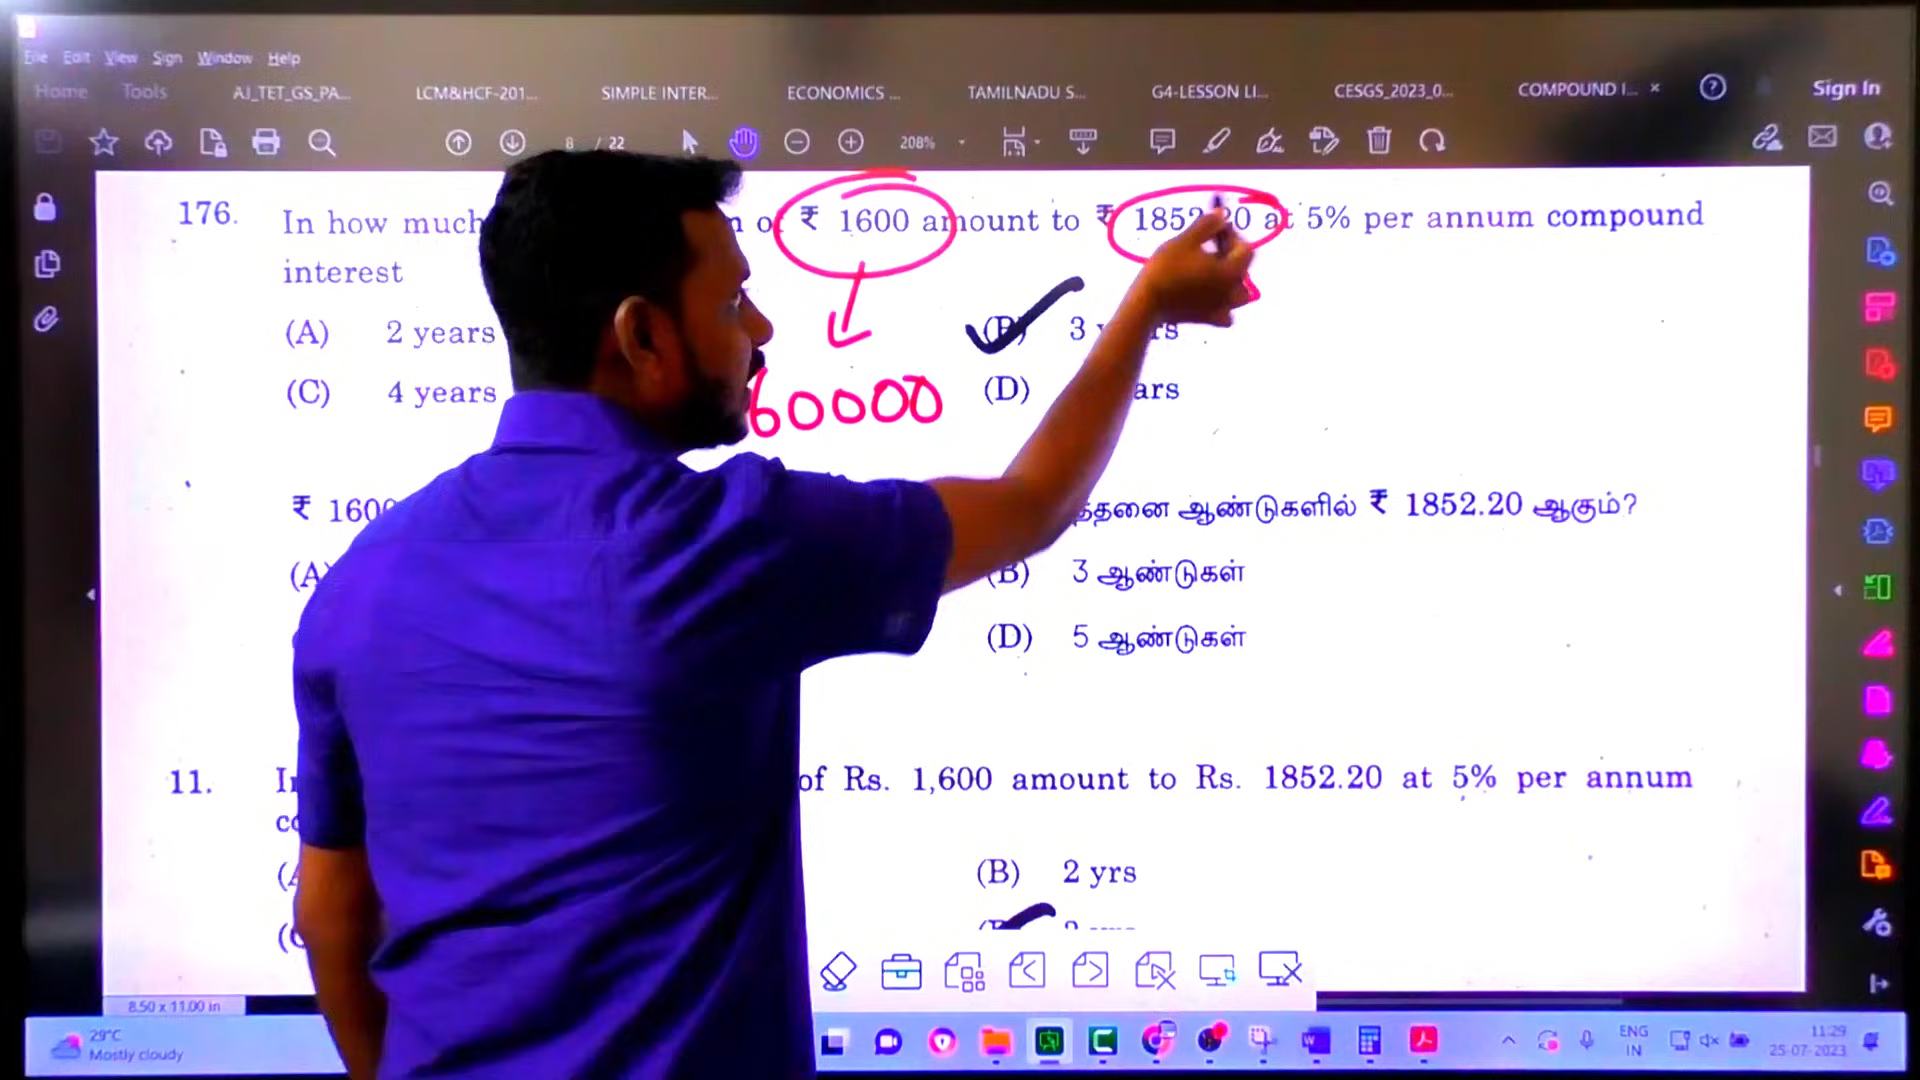 File Edit View Sign Window Help
Home Tools AJ_TET_GS_PA... LCM&HCF-201... SIMPLE INTER... ECONOMICS ... TAMILNADU S... G4-LESSON LI... CESGS_2023_0... COMPOUND I... × Sign In
8 / 22 208%
176. In how much ₹ 1600 amount to ₹ at 5% per annum compound
interest
(A) 2 years (B) 3
(C) 4 years (D)
60000
₹ ஆண்டுகளில் ₹ 1852.20 ஆகும்?
(B) 3 ஆண்டுகள்
(D) 5 ஆண்டுகள்
11. of Rs. 1,600 amount to Rs. 1852.20 at 5% per annum
(B) 2 yrs
8.50 x 11.00 in
29°C
Mostly cloudy
ENG
IN
11:29
25-07-2023